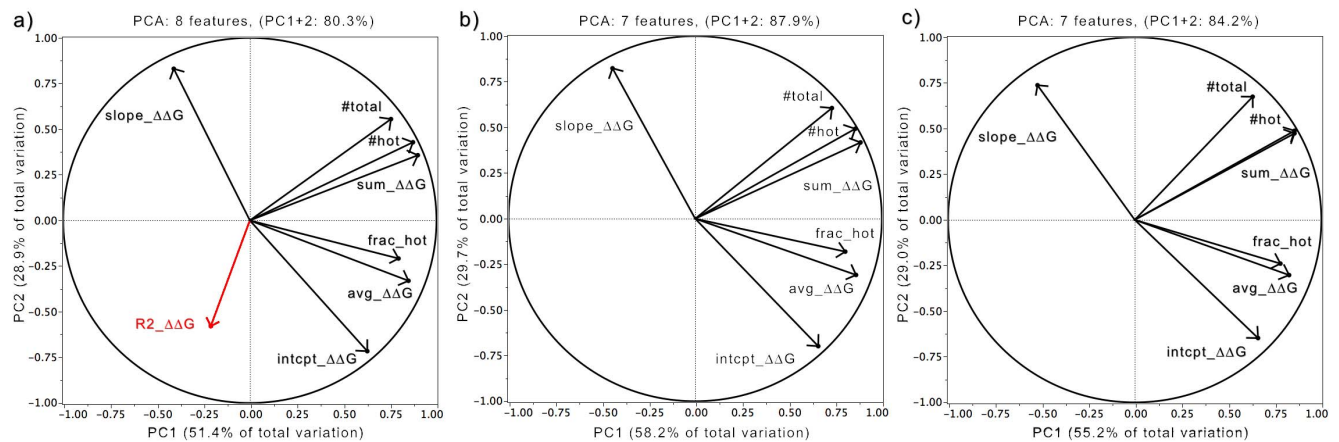 a)
PCA: 8 features, (PC1+2: 80.3%)
1.00
0.75
0.50
0.25
0.00
−0.25
−0.50
−0.75
−1.00
PC2 (28.9% of total variation)
slope_ΔΔG
#total
#hot
sum_ΔΔG
frac_hot
avg_ΔΔG
R2_ΔΔG
intcpt_ΔΔG
−1.00 −0.75 −0.50 −0.25 0.00 0.25 0.50 0.75 1.00
PC1 (51.4% of total variation)
b)
PCA: 7 features, (PC1+2: 87.9%)
1.00
0.75
0.50
0.25
0.00
−0.25
−0.50
−0.75
−1.00
PC2 (29.7% of total variation)
slope_ΔΔG
#total
#hot
sum_ΔΔG
frac_hot
avg_ΔΔG
intcpt_ΔΔG
−1.00 −0.75 −0.50 −0.25 0.00 0.25 0.50 0.75 1.00
PC1 (58.2% of total variation)
c)
PCA: 7 features, (PC1+2: 84.2%)
1.00
0.75
0.50
0.25
0.00
−0.25
−0.50
−0.75
−1.00
PC2 (29.0% of total variation)
slope_ΔΔG
#total
#hot
sum_ΔΔG
frac_hot
avg_ΔΔG
intcpt_ΔΔG
−1.00 −0.75 −0.50 −0.25 0.00 0.25 0.50 0.75 1.00
PC1 (55.2% of total variation)